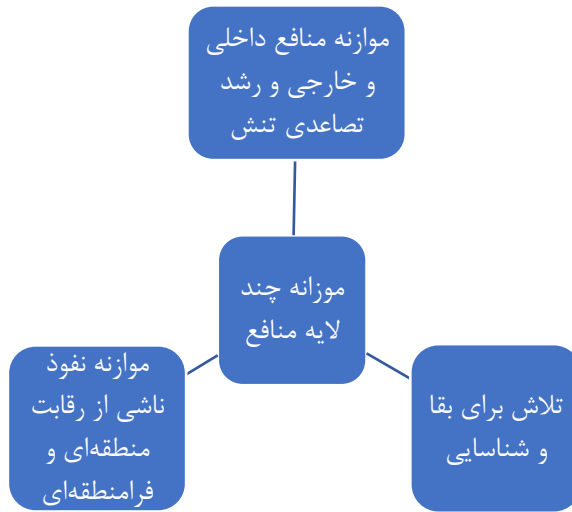 موازنه منافع داخلی
و خارجی و رشد
تصاعدی تنش
موزانه چند
لایه منافع
تلاش برای بقا
و شناسایی
موازنه نفوذ
ناشی از رقابت
منطقه‌ای و
فرامنطقه‌ای